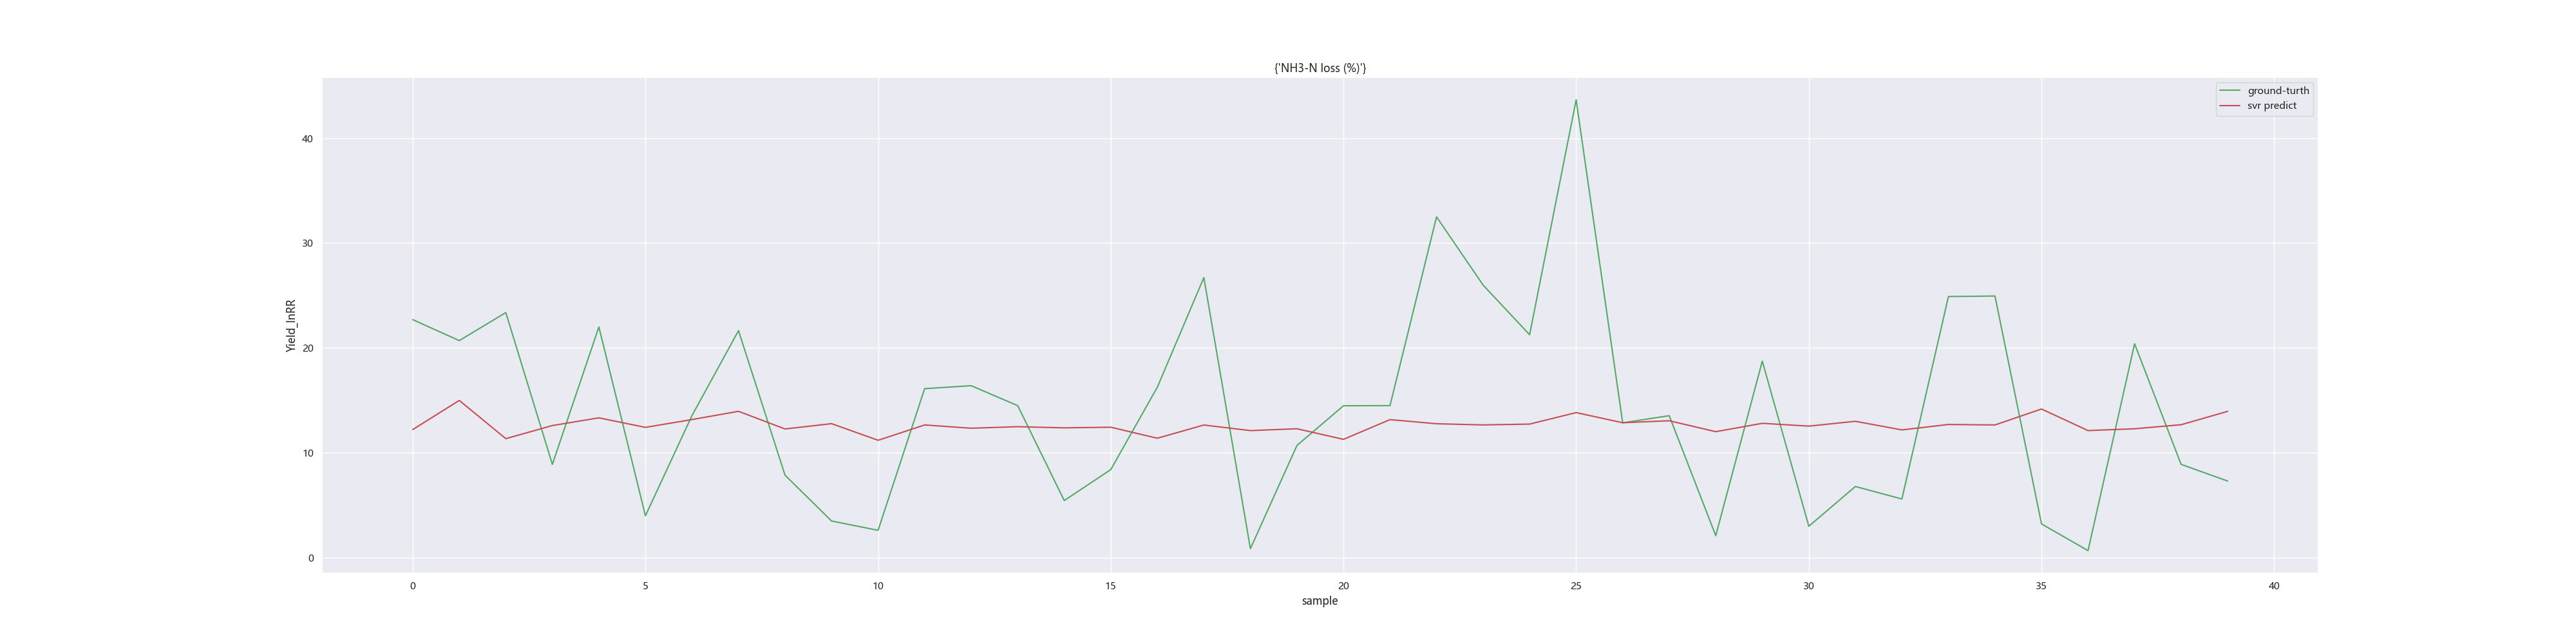 {'NH3-N loss (%)'}
ground-turth
svr predict
Yield_lnRR
40
30
20
10
0
0 5 10 15 20 25 30 35 40
sample